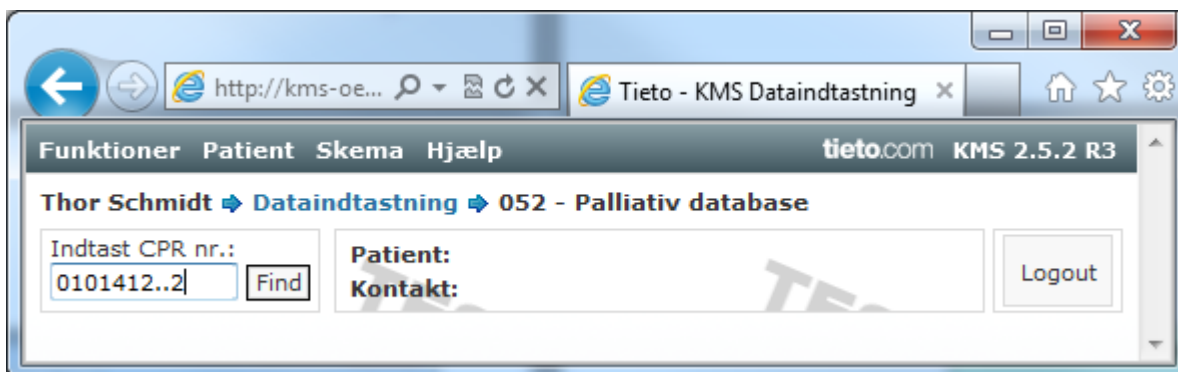 http://kms-oe...
Tieto - KMS Dataindtastning
Funktioner Patient Skema Hjælp tieto.com KMS 2.5.2 R3
Thor Schmidt Dataindtastning 052 - Palliativ database
Indtast CPR nr.:
0101412..2 Find
Patient:
Kontakt:
Logout